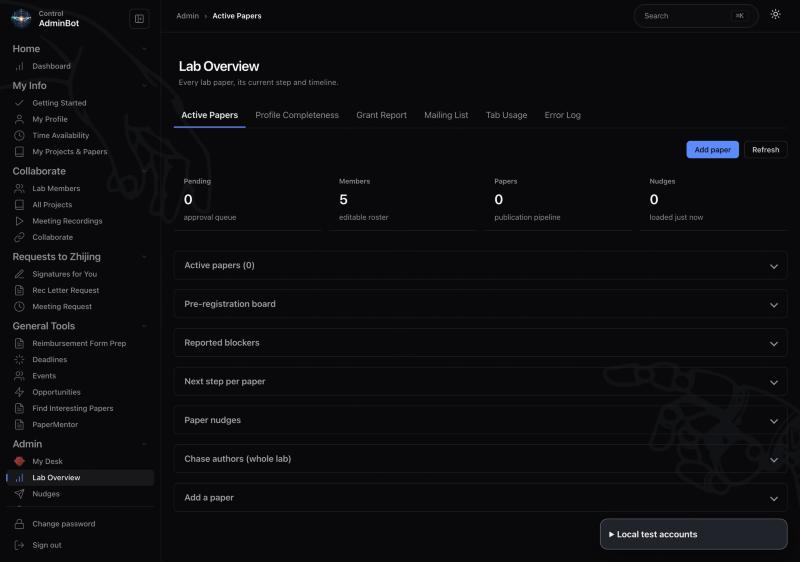 Control
AdminBot
Home
Dashboard
My Info
Getting Started
My Profile
Time Availability
My Projects & Papers
Collaborate
Lab Members
All Projects
Meeting Recordings
Collaborate
Requests to Zhijing
Signatures for You
Rec Letter Request
Meeting Request
General Tools
Reimbursement Form Prep
Deadlines
Events
Opportunities
Find Interesting Papers
PaperMentor
Admin
My Desk
Lab Overview
Nudges
Change password
Sign out
Admin › Active Papers
Search ⌘K
Lab Overview
Every lab paper, its current step and timeline.
Active Papers Profile Completeness Grant Report Mailing List Tab Usage Error Log
Add paper Refresh
Pending Members Papers Nudges
0 5 0 0
approval queue editable roster publication pipeline loaded just now
Active papers (0)
Pre-registration board
Reported blockers
Next step per paper
Paper nudges
Chase authors (whole lab)
Add a paper
Local test accounts